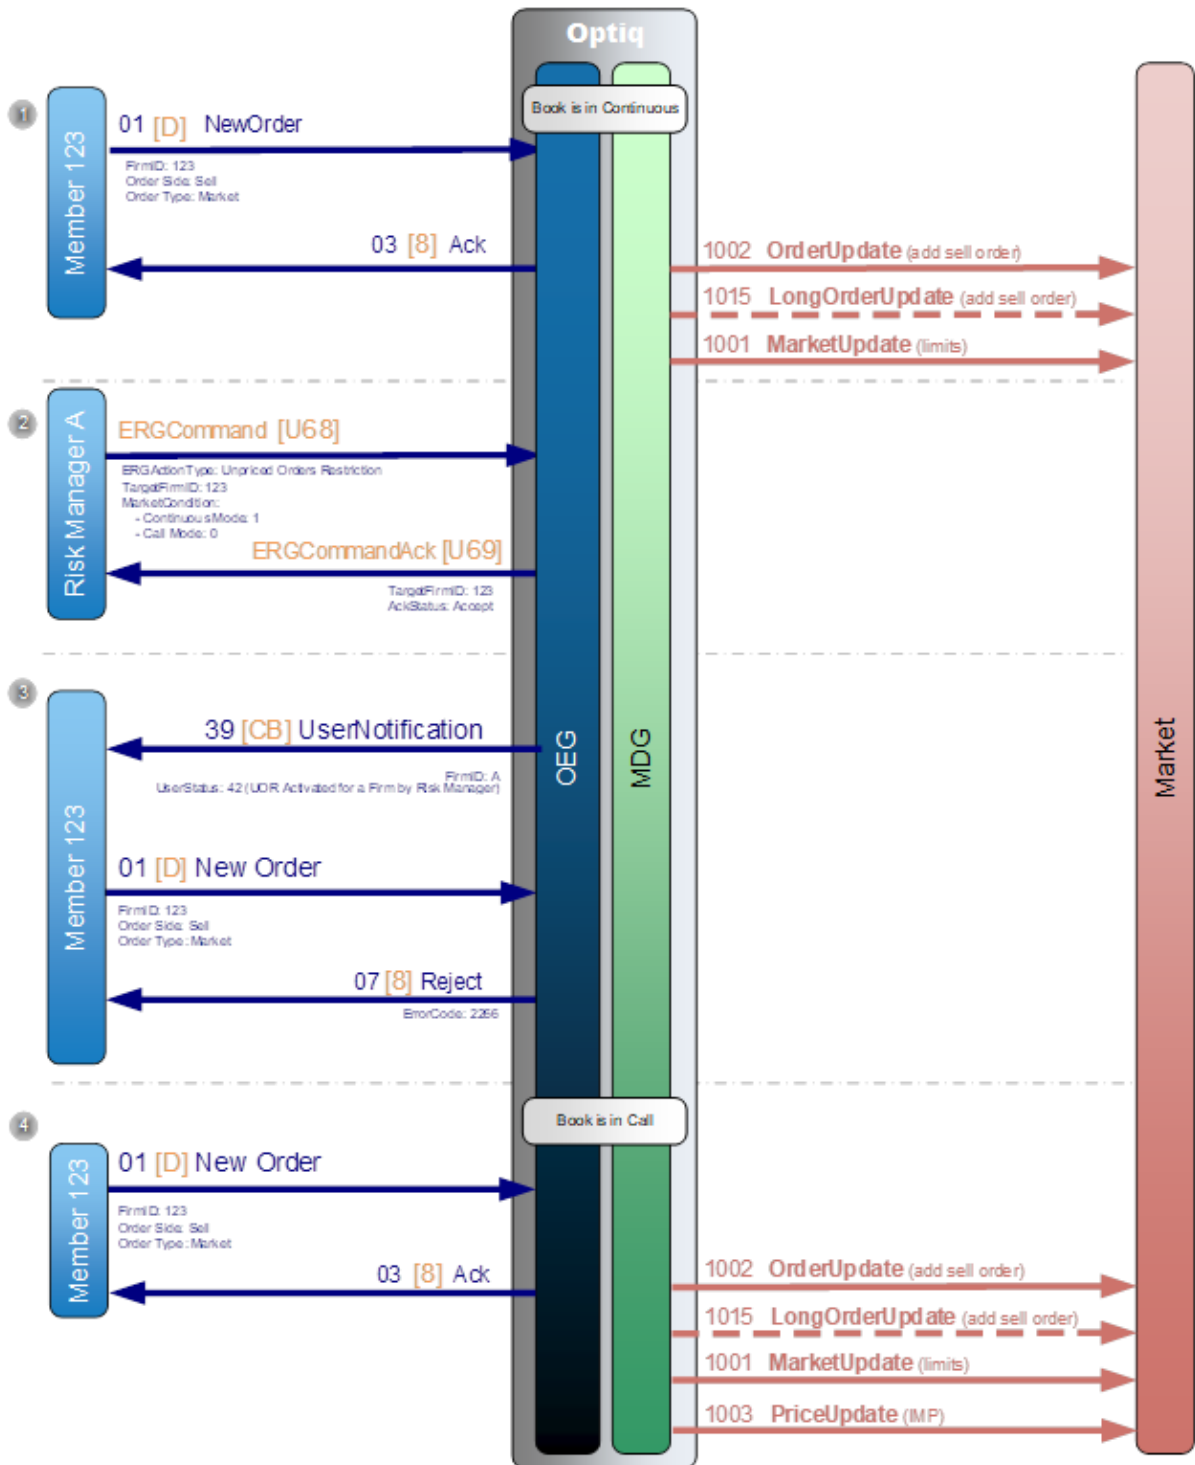 Optiq
Book is in Continuous
1
Member 123
01 [D] NewOrder
FirmID: 123
Order Side: Sell
Order Type: Market
03 [8] Ack
1002 OrderUpdate (add sell order)
1015 LongOrderUpdate (add sell order)
1001 MarketUpdate (limits)
2
Risk Manager A
ERGCommand [U68]
ERGActionType: Unpriced Orders Restriction
TargetFirmID: 123
MarketCondition:
- ContinuousMode: 1
- Call Mode: 0
ERGCommandAck [U69]
TargetFirmID: 123
AckStatus: Accept
3
Member 123
39 [CB] UserNotification
FirmID: A
UserStatus: 42 (UOR Activated for a Firm by Risk Manager)
OEG
MDG
Market
01 [D] New Order
FirmID: 123
Order Side: Sell
Order Type: Market
07 [8] Reject
ErrorCode: 2266
Book is in Call
4
Member 123
01 [D] New Order
FirmID: 123
Order Side: Sell
Order Type: Market
03 [8] Ack
1002 OrderUpdate (add sell order)
1015 LongOrderUpdate (add sell order)
1001 MarketUpdate (limits)
1003 PriceUpdate (IMP)